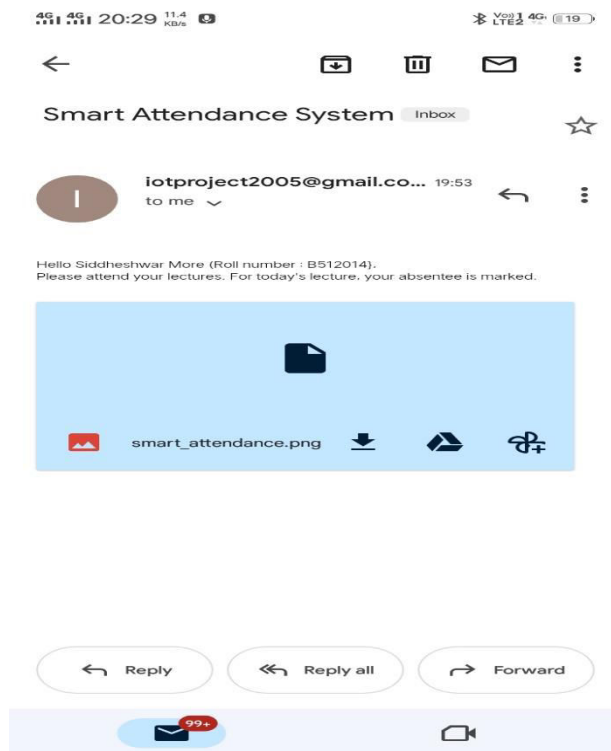 4G 4G 20:29 11.4 KB/s Vo)) 1 LTE2 4G 19
Smart Attendance System Inbox
I
iotproject2005@gmail.co... 19:53
to me
Hello Siddheshwar More (Roll number : B512014}.
Please attend your lectures. For today's lecture, your absentee is marked.
smart_attendance.png
Reply Reply all Forward
99+